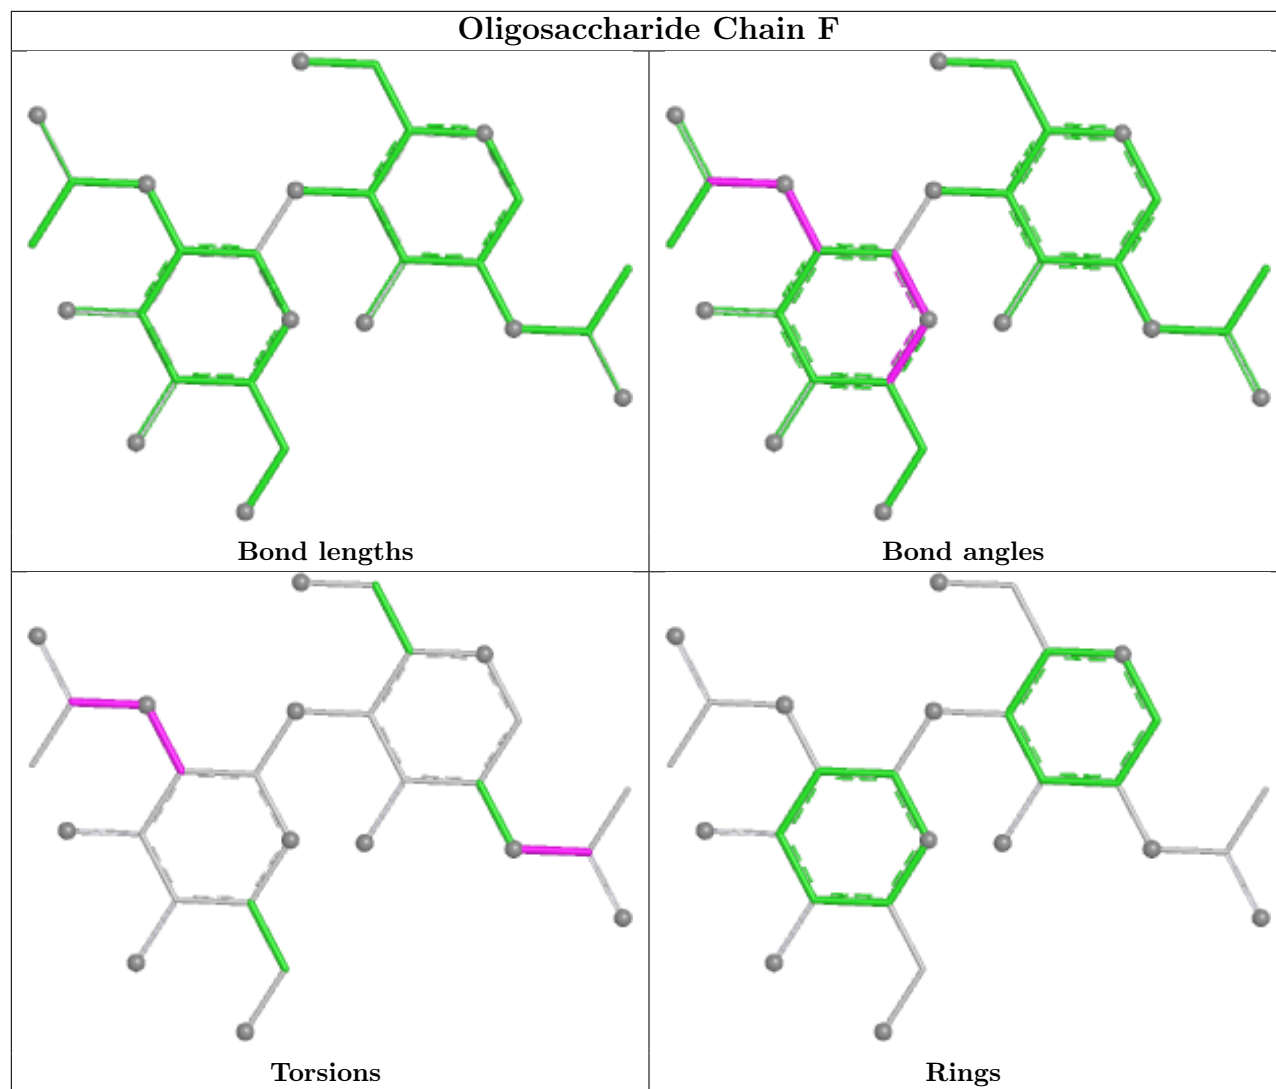 Oligosaccharide Chain F
Bond lengths
Bond angles
Torsions
Rings